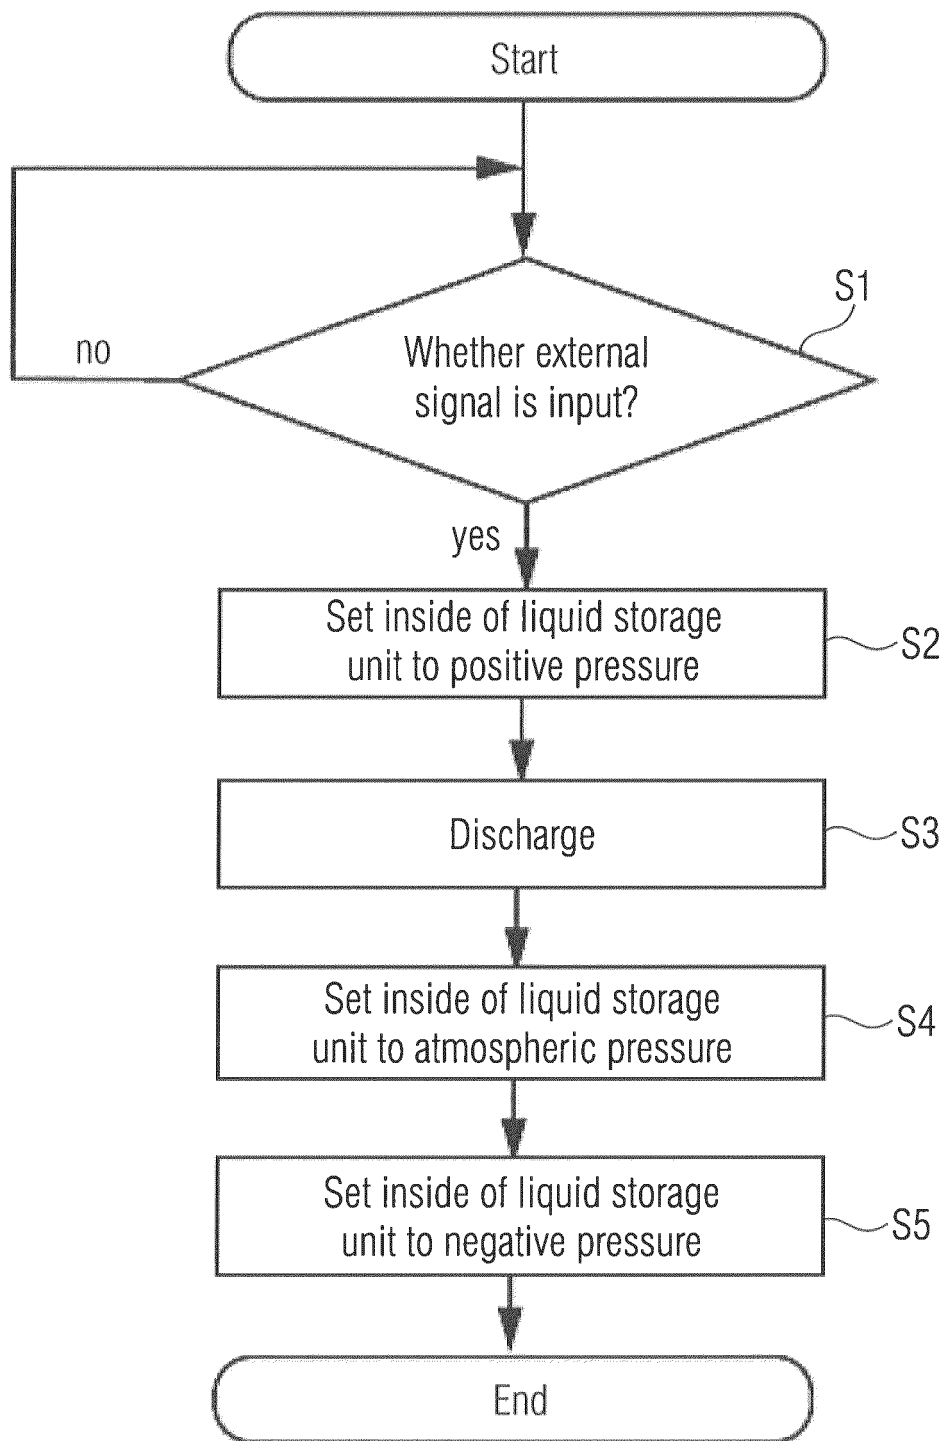 Start
S1
Whether external
signal is input?
no
yes
Set inside of liquid storage
unit to positive pressure
S2
Discharge
S3
Set inside of liquid storage
unit to atmospheric pressure
S4
Set inside of liquid storage
unit to negative pressure
S5
End